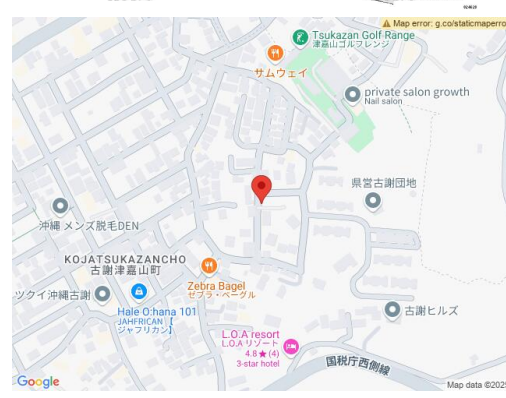 Map error: g.co/staticmaperro
Tsukazan Golf Range
津嘉山ゴルフレンジ
サムウェイ
private salon growth
Nail salon
県営古謝団地
沖縄 メンズ脱毛DEN
KOJATSUKAZANCHO
古謝津嘉山町
Zebra Bagel
ゼブラ・ベーグル
ツクイ沖縄古謝
Hale O:hana 101
JAHFRICAN【
ジャフリカン】
古謝ヒルズ
L.O.A resort
L.O.A リゾート
4.8★(4)
3-star hotel
国税庁西側線
Google
Map data ©2025